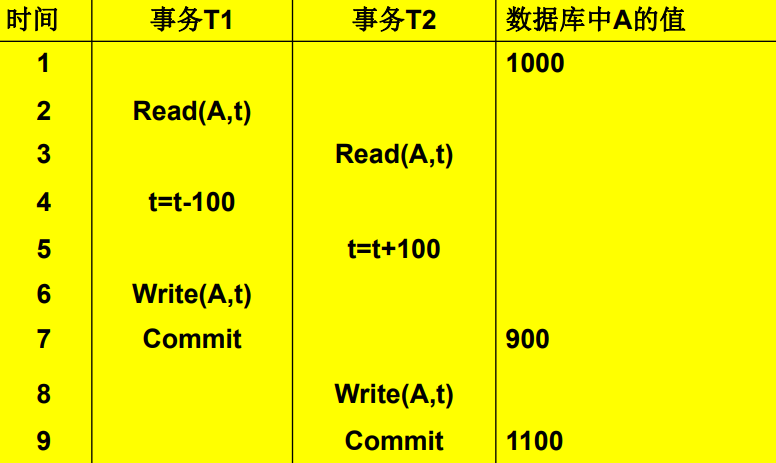 时间 事务T1 事务T2 数据库中A的值
1 1000
2 Read(A,t)
3 Read(A,t)
4 t=t-100
5 t=t+100
6 Write(A,t)
7 Commit 900
8 Write(A,t)
9 Commit 1100